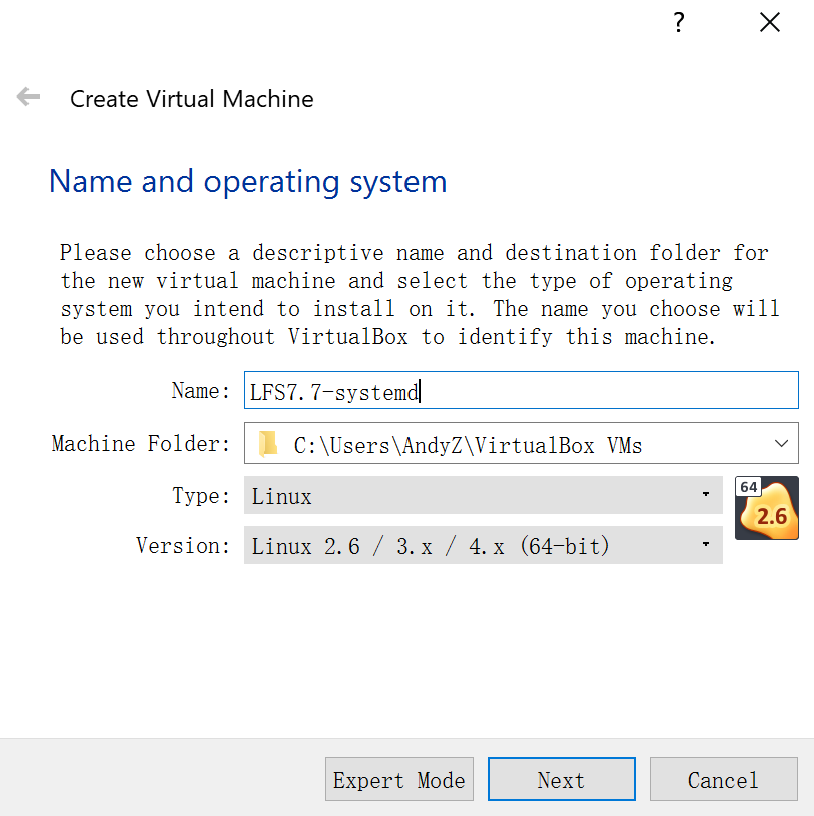 ?
Create Virtual Machine
Name and operating system
Please choose a descriptive name and destination folder for
the new virtual machine and select the type of operating
system you intend to install on it. The name you choose will
be used throughout VirtualBox to identify this machine.
Name: LFS7.7-systemd
Machine Folder: C:\Users\AndyZ\VirtualBox VMs
Type: Linux
64
2.6
Version: Linux 2.6 / 3.x / 4.x (64-bit)
Expert Mode Next Cancel